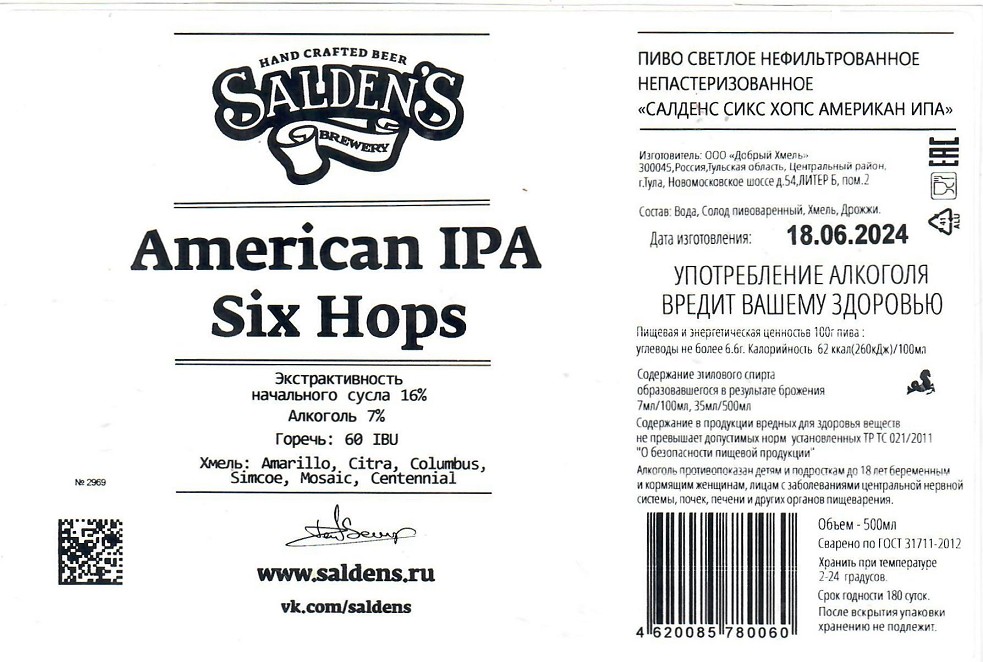 HAND CRAFTED BEER
SALDEN'S
BREWERY
American IPA
Six Hops
Экстрактивность
начального сусла 16%
Алкоголь 7%
Горечь: 60 IBU
Хмель: Amarillo, Citra, Columbus,
Simcoe, Mosaic, Centennial
№ 2969
www.saldens.ru
vk.com/saldens
ПИВО СВЕТЛОЕ НЕФИЛЬТРОВАННОЕ
НЕПАСТЕРИЗОВАННОЕ
«САЛДЕНС СИКС ХОПС АМЕРИКАН ИПА»
Изготовитель: ООО «Добрый Хмель»
300045,Россия,Тульская область, Центральный район,
г.Тула, Новомосковское шоссе д.54,ЛИТЕР Б, пом.2
EAC
Состав: Вода, Солод пивоваренный, Хмель, Дрожжи.
41
ALU
Дата изготовления: 18.06.2024
УПОТРЕБЛЕНИЕ АЛКОГОЛЯ
ВРЕДИТ ВАШЕМУ ЗДОРОВЬЮ
Пищевая и энергетическая ценностьв 100г пива :
углеводы не более 6.6г. Калорийность 62 ккал(260кДж)/100мл
Содержание этилового спирта
образовавшегося в результате брожения
7мл/100мл, 35мл/500мл
Содержание в продукции вредных для здоровья веществ
не превышает допустимых норм установленных ТР ТС 021/2011
"О безопасности пищевой продукции"
Алкоголь противопоказан детям и подросткам до 18 лет беременным
и кормящим женщинам, лицам с заболеваниями центральной нервной
системы, почек, печени и других органов пищеварения.
Объем - 500мл
Сварено по ГОСТ 31711-2012
Хранить при температуре
2-24 градусов.
Срок годности 180 суток.
После вскрытия упаковки
хранению не подлежит.
4 620085 780060